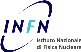 INFN
Istituto Nazionale
di Fisica Nucleare